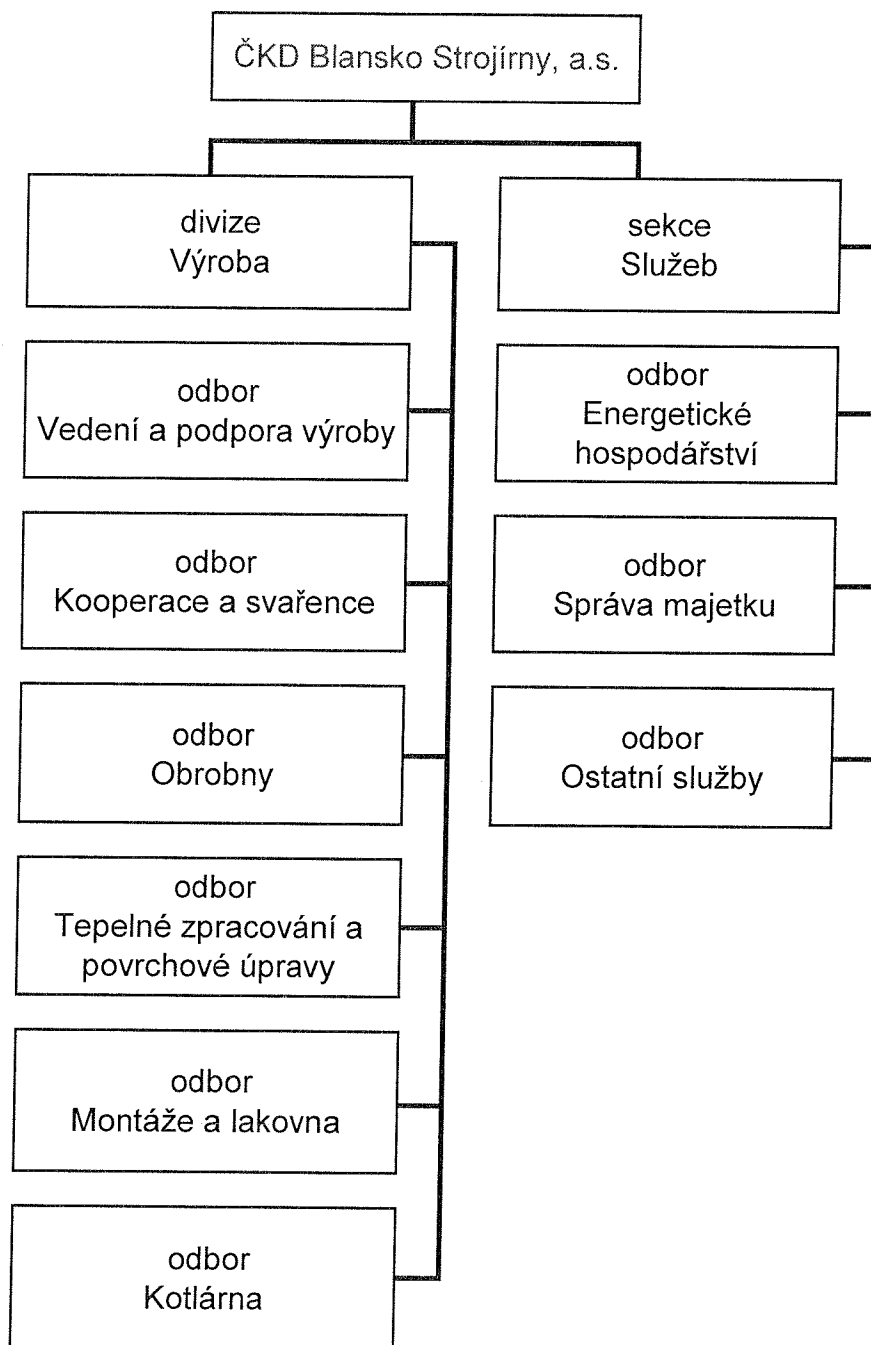 ČKD Blansko Strojírny, a.s.
divize
Výroba
odbor
Vedení a podpora výroby
odbor
Kooperace a svařence
odbor
Obrobny
odbor
Tepelné zpracování a
povrchové úpravy
odbor
Montáže a lakovna
odbor
Kotlárna
sekce
Služeb
odbor
Energetické
hospodářství
odbor
Správa majetku
odbor
Ostatní služby